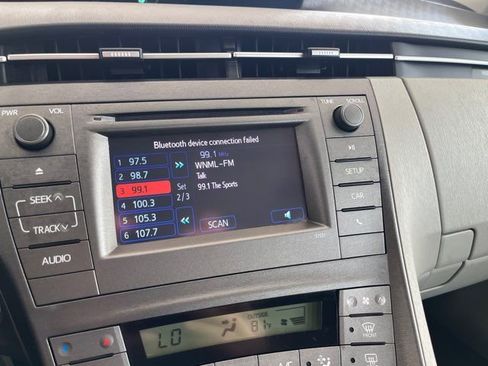 PWR VOL
TUNE SCROLL
Bluetooth device connection failed
1 97.5
2 98.7
3 99.1
4 100.3
5 105.3
6 107.7
99.1 MHz
WNML-FM
Talk
99.1 The Sports
Set
2/3
SCAN
SEEK
TRACK
AUDIO
SETUP
CAR
LO
OUTSIDE
81°F
FRONT